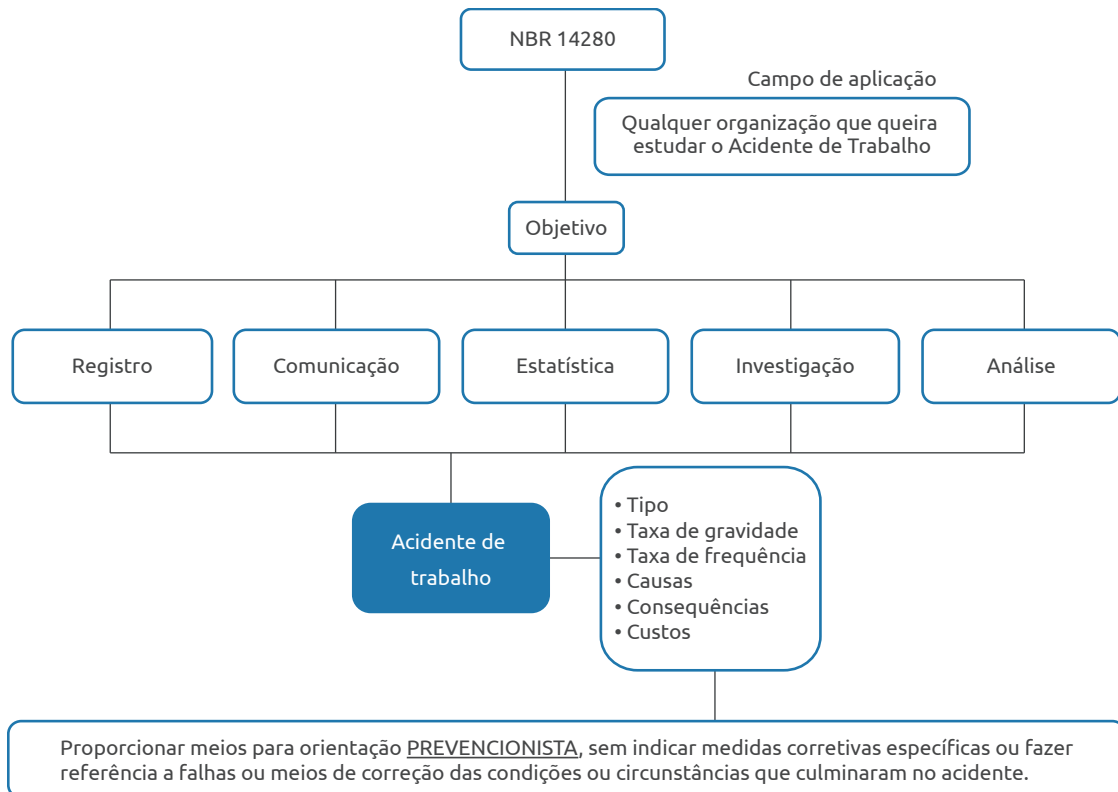 NBR 14280
Campo de aplicação
Qualquer organização que queira
estudar o Acidente de Trabalho
Objetivo
Registro
Comunicação
Estatística
Investigação
Análise
Acidente de
trabalho
• Tipo
• Taxa de gravidade
• Taxa de frequência
• Causas
• Consequências
• Custos
Proporcionar meios para orientação PREVENCIONISTA, sem indicar medidas corretivas específicas ou fazer
referência a falhas ou meios de correção das condições ou circunstâncias que culminaram no acidente.